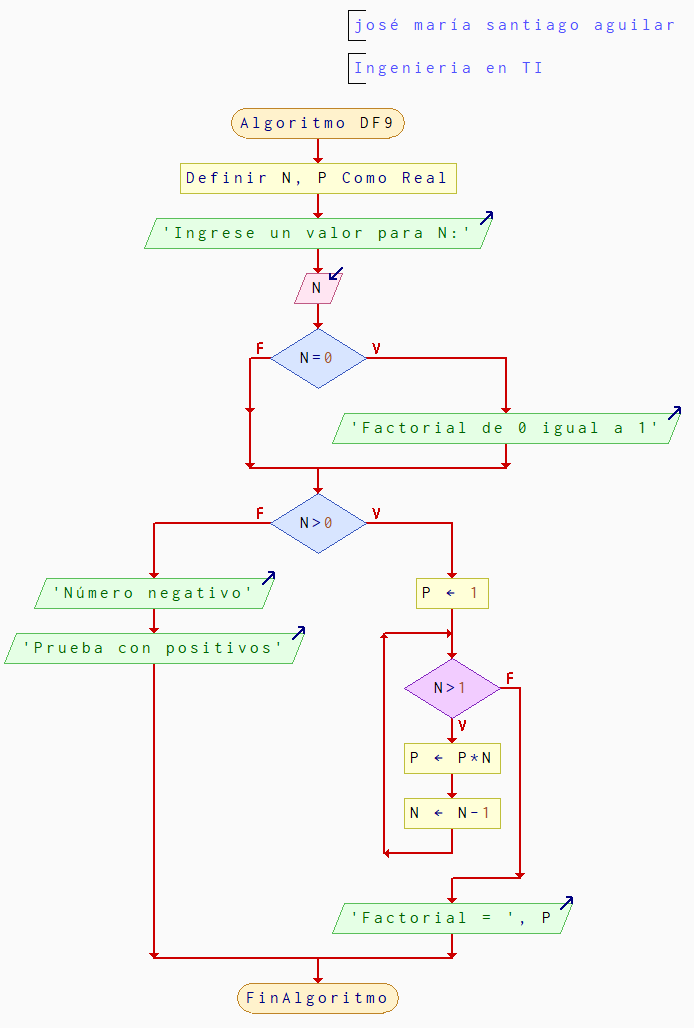 josé maría santiago aguilar
Ingenieria en TI
Algoritmo DF9
Definir N, P Como Real
'Ingrese un valor para N:'
N
F
V
N=0
'Factorial de 0 igual a 1'
F
V
N>0
'Número negativo'
P ← 1
'Prueba con positivos'
N>1
F
V
P ← P*N
N ← N-1
'Factorial = ', P
FinAlgoritmo